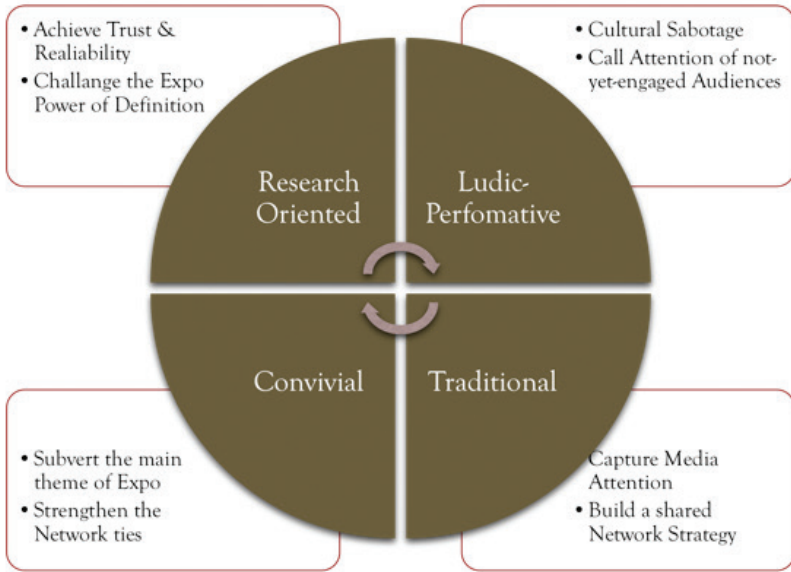 • Achieve Trust &
Realiability
• Challange the Expo
Power of Definition
• Cultural Sabotage
• Call Attention of not-
yet-engaged Audiences
Research
Oriented
Ludic-
Perfomative
Convivial
Traditional
• Subvert the main
theme of Expo
• Strengthen the
Network ties
Capture Media
Attention
• Build a shared
Network Strategy